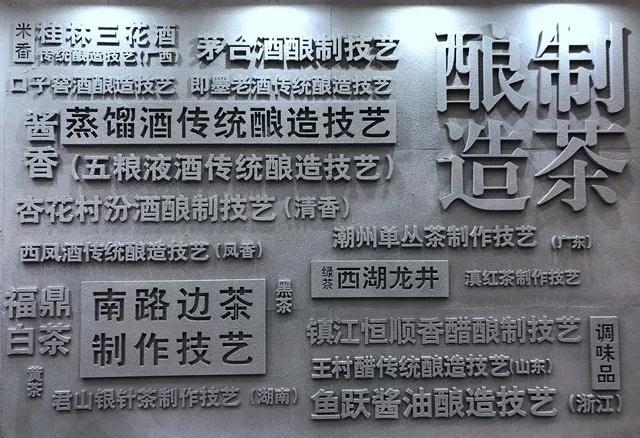 米香
桂林三花酒
传统酿造技艺(广西)
茅台酒酿制技艺
酿造
制茶
口子窖酒酿造技艺
即墨老酒传统酿造技艺
酱香
蒸馏酒传统酿造技艺
(五粮液酒传统酿造技艺)
杏花村汾酒酿制技艺(清香)
潮州单丛茶制作技艺
(广东)
西凤酒传统酿造技艺(凤香)
绿茶
西湖龙井
滇红茶制作技艺
福鼎
白茶
南路边茶
制作技艺
黑茶
镇江恒顺香醋酿制技艺
调味品
王村醋传统酿造技艺(山东)
黄茶
君山银针茶制作技艺(湖南)
鱼跃酱油酿造技艺(浙江)